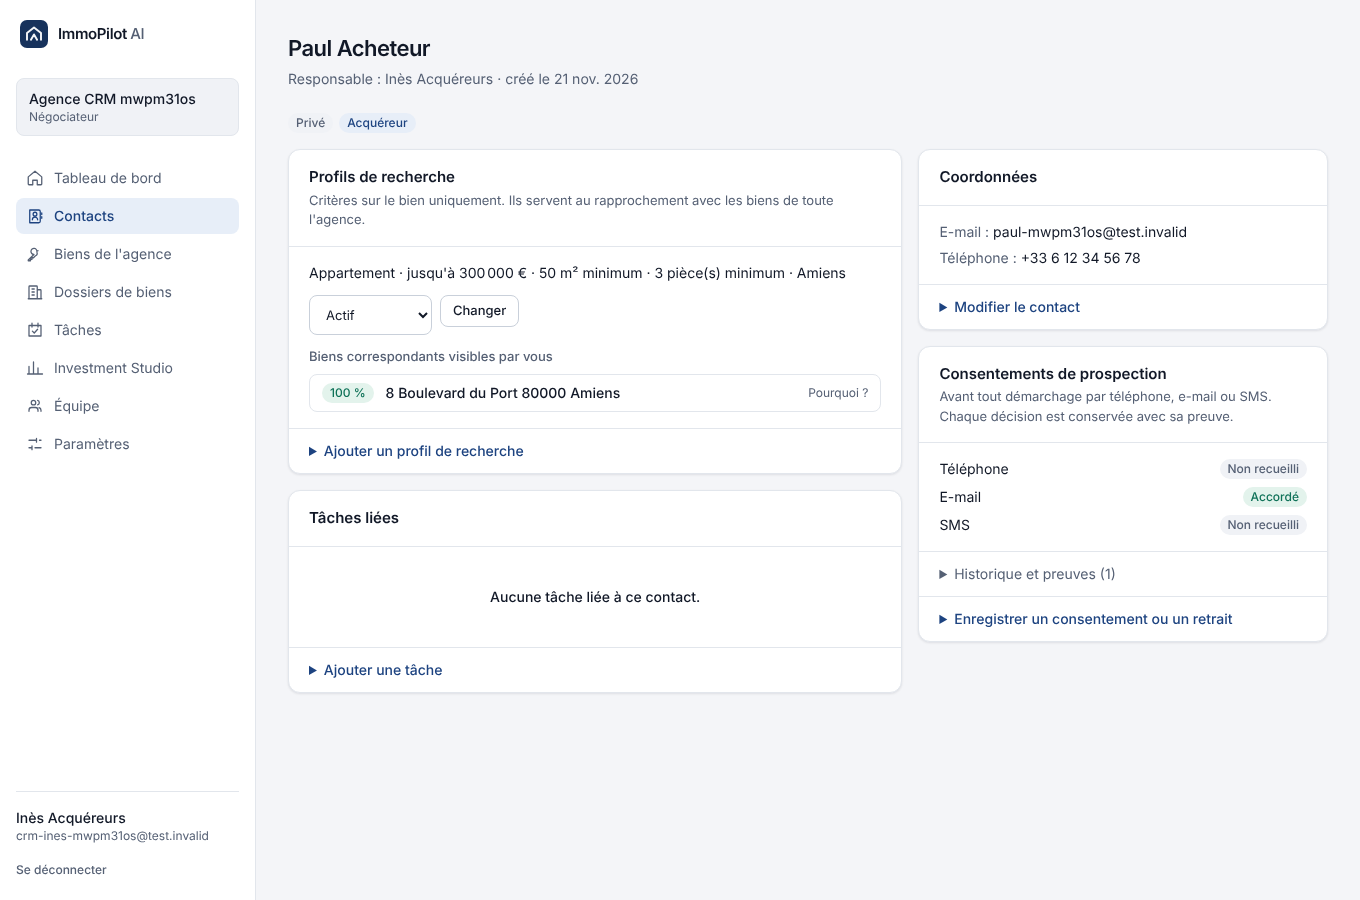 ImmoPilot AI
Agence CRM mwpm31os
Négociateur
Tableau de bord
Contacts
Biens de l'agence
Dossiers de biens
Tâches
Investment Studio
Équipe
Paramètres
Inès Acquéreurs
crm-ines-mwpm31os@test.invalid
Se déconnecter
Paul Acheteur
Responsable : Inès Acquéreurs · créé le 21 nov. 2026
Privé
Acquéreur
Profils de recherche
Critères sur le bien uniquement. Ils servent au rapprochement avec les biens de toute
l'agence.
Appartement · jusqu'à 300 000 € · 50 m² minimum · 3 pièce(s) minimum · Amiens
Actif
Changer
Biens correspondants visibles par vous
100 % 8 Boulevard du Port 80000 Amiens Pourquoi ?
Ajouter un profil de recherche
Tâches liées
Aucune tâche liée à ce contact.
Ajouter une tâche
Coordonnées
E-mail : paul-mwpm31os@test.invalid
Téléphone : +33 6 12 34 56 78
Modifier le contact
Consentements de prospection
Avant tout démarchage par téléphone, e-mail ou SMS.
Chaque décision est conservée avec sa preuve.
Téléphone Non recueilli
E-mail Accordé
SMS Non recueilli
Historique et preuves (1)
Enregistrer un consentement ou un retrait